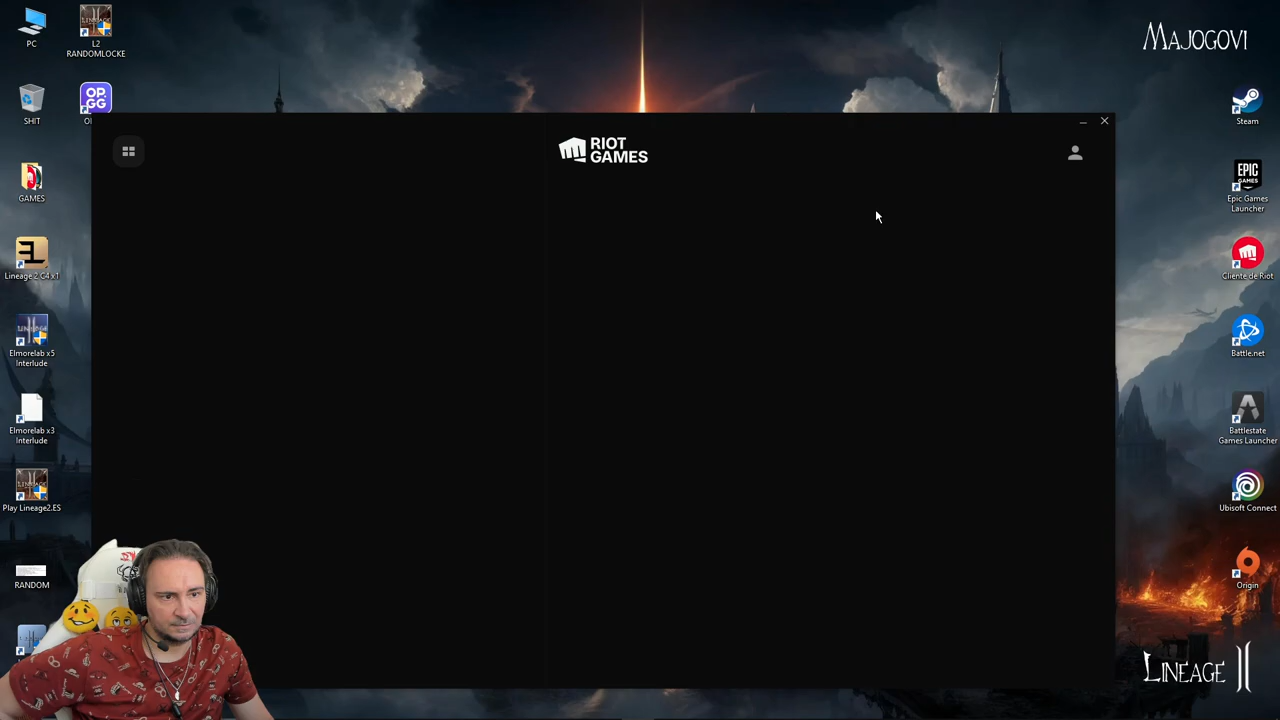 PC
L2
RANDOMLOCKE
MAJOGOVI
SHIT
OP.
GG
RIOT
GAMES
Steam
GAMES
EPIC
GAMES
Epic Games
Launcher
Lineage 2 C4 x1
Cliente de Riot
Elmorelab x5
Interlude
Battle.net
Elmorelab x3
Interlude
Battlestate
Games Launcher
Play Lineage2.ES
Ubisoft Connect
RANDOM
Origin
LINEAGE II